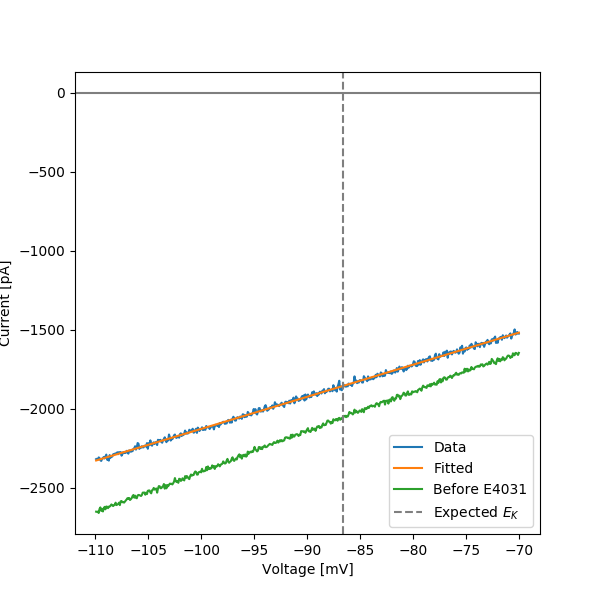 0
−500
−1000
−1500
−2000
−2500
Current [pA]
−110
−105
−100
−95
−90
−85
−80
−75
−70
Voltage [mV]
Data
Fitted
Before E4031
Expected E_K